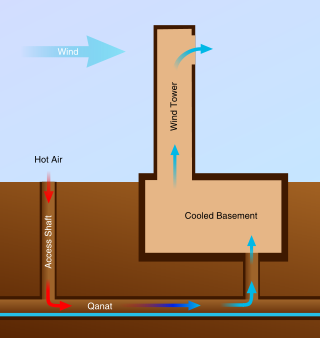 Wind
Wind Tower
Hot Air
Access Shaft
Cooled Basement
Qanat